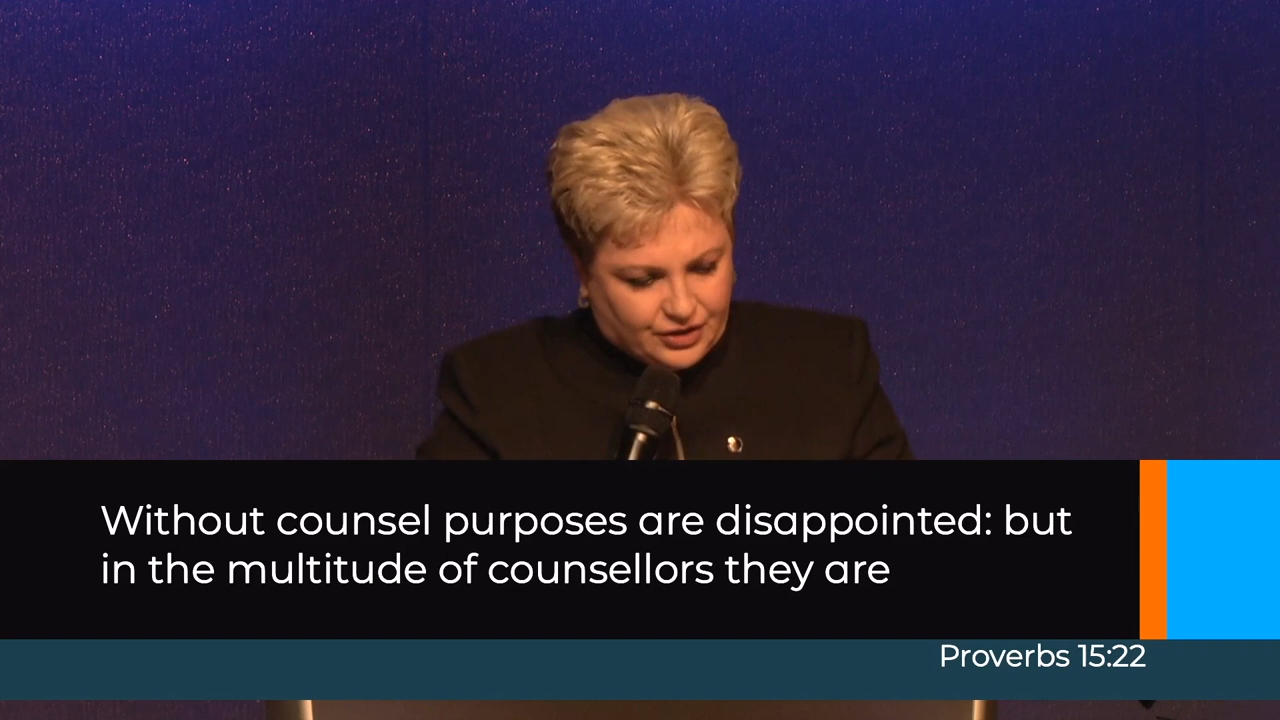 Without counsel purposes are disappointed: but
in the multitude of counsellors they are
Proverbs 15:22